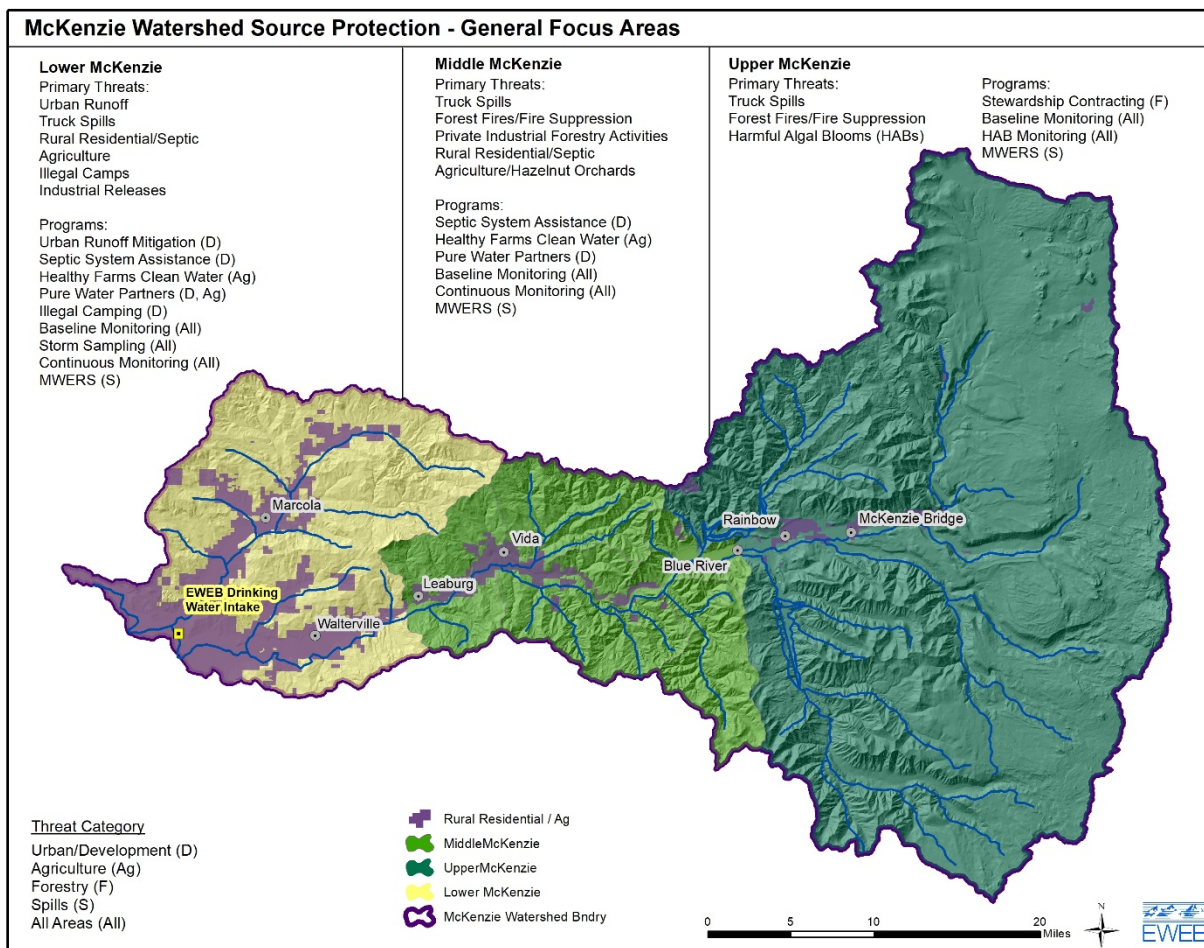 McKenzie Watershed Source Protection - General Focus Areas
Lower McKenzie
Primary Threats:
Urban Runoff
Truck Spills
Rural Residential/Septic
Agriculture
Illegal Camps
Industrial Releases
Programs:
Urban Runoff Mitigation (D)
Septic System Assistance (D)
Healthy Farms Clean Water (Ag)
Pure Water Partners (D, Ag)
Illegal Camping (D)
Baseline Monitoring (All)
Storm Sampling (All)
Continuous Monitoring (All)
MWERS (S)
Middle McKenzie
Primary Threats:
Truck Spills
Forest Fires/Fire Suppression
Private Industrial Forestry Activities
Rural Residential/Septic
Agriculture/Hazelnut Orchards
Programs:
Septic System Assistance (D)
Healthy Farms Clean Water (Ag)
Pure Water Partners (D)
Baseline Monitoring (All)
Continuous Monitoring (All)
MWERS (S)
Upper McKenzie
Primary Threats:
Truck Spills
Forest Fires/Fire Suppression
Harmful Algal Blooms (HABs)
Programs:
Stewardship Contracting (F)
Baseline Monitoring (All)
HAB Monitoring (All)
MWERS (S)
Marcola
Rainbow
McKenzie Bridge
Vida
Blue River
Leaburg
EWEB Drinking
Water Intake
Walterville
Threat Category
Urban/Development (D)
Agriculture (Ag)
Forestry (F)
Spills (S)
All Areas (All)
Rural Residential / Ag
MiddleMcKenzie
UpperMcKenzie
Lower McKenzie
McKenzie Watershed Bndry
0 5 10 20
Miles
N
EWEB